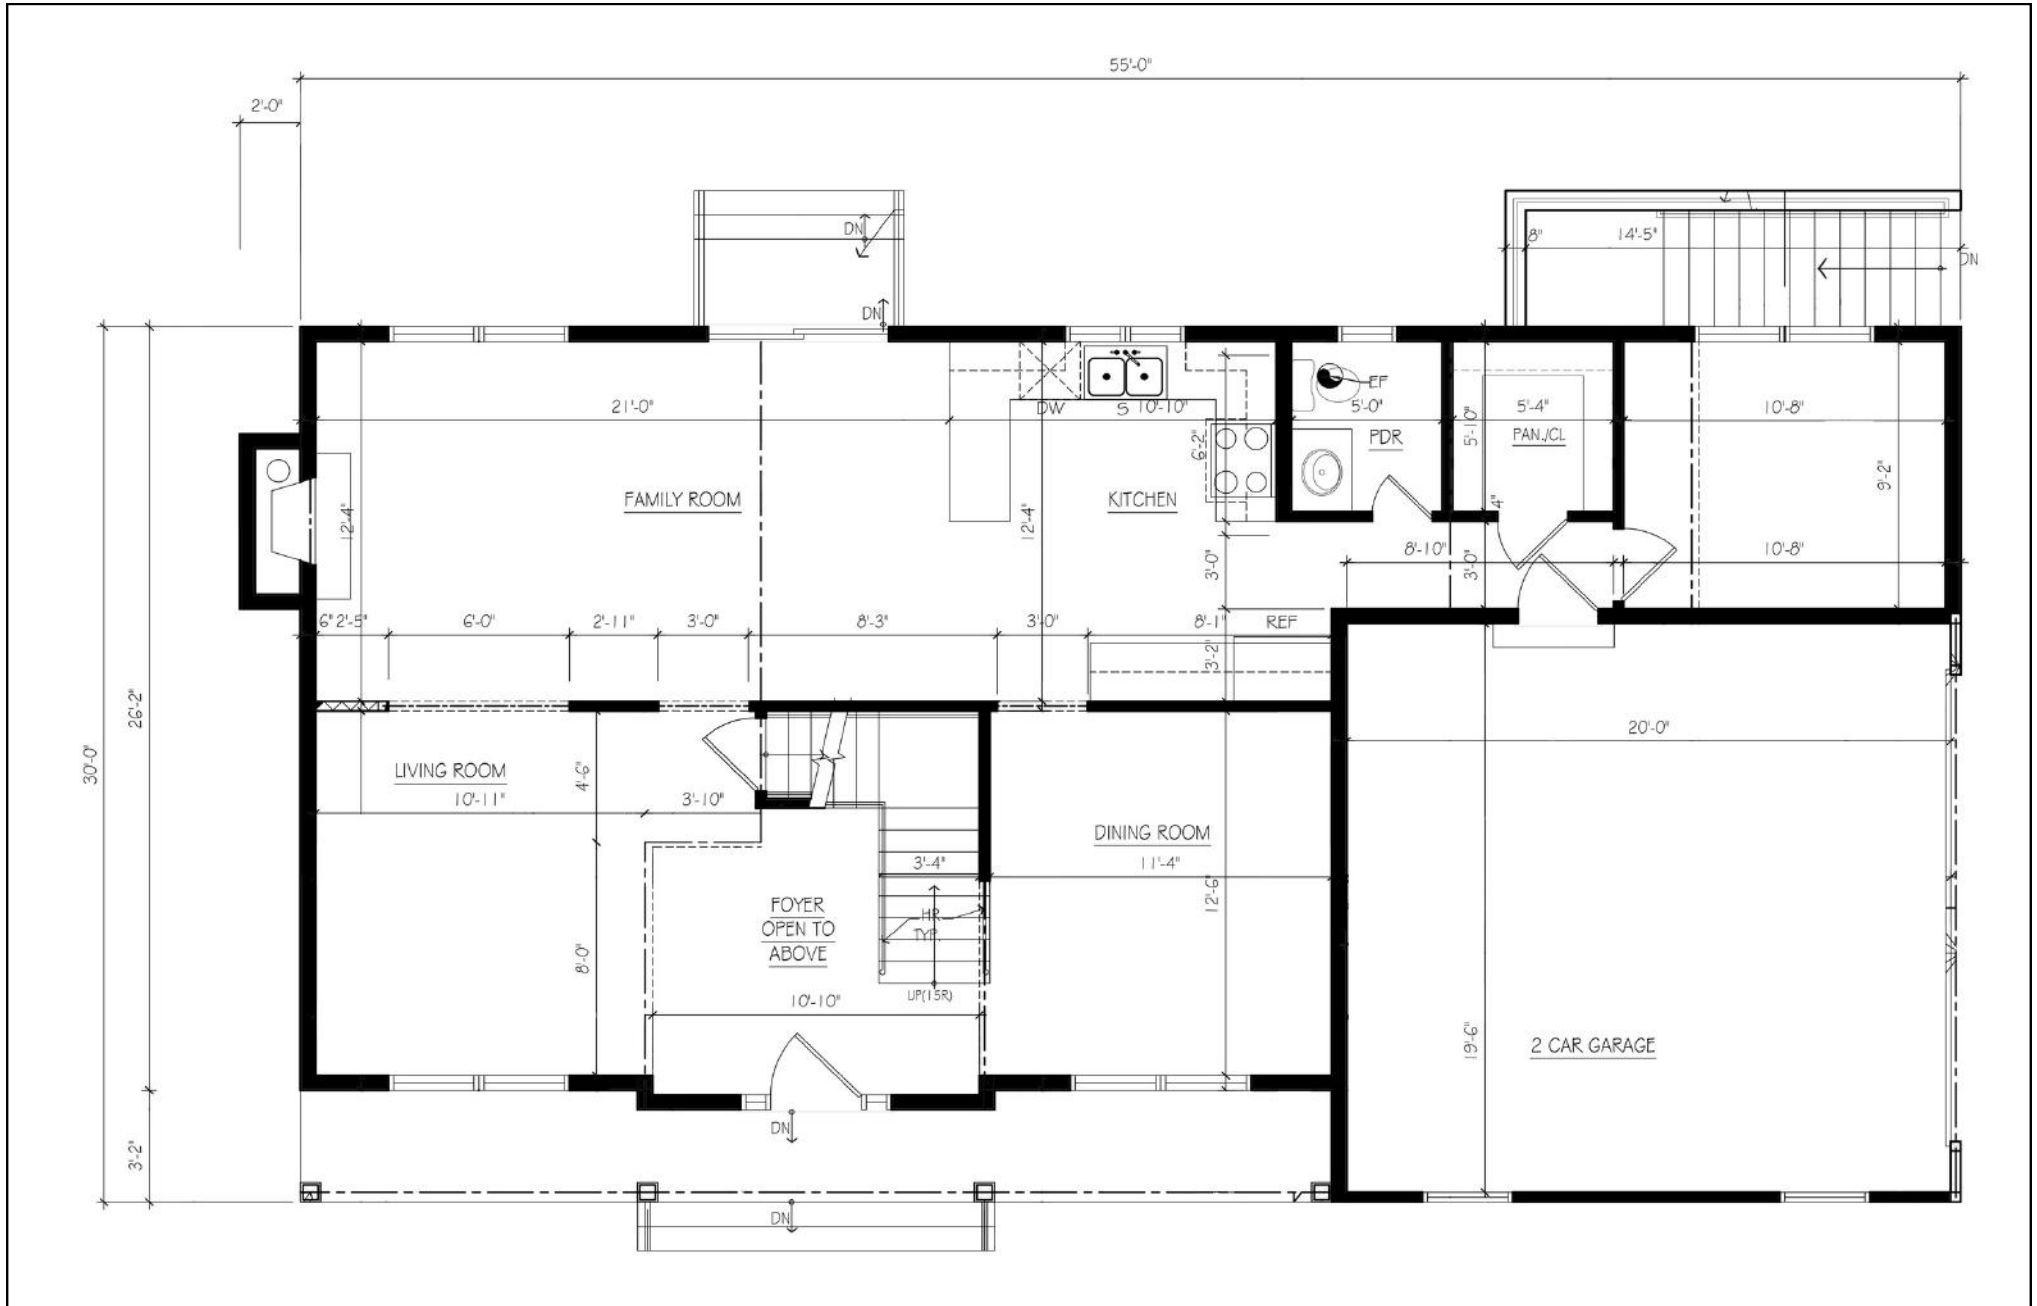 55'-0"
2'-0"
DN
8"
14'-5"
DN
DN
21'-0"
DW
S
10'-10"
EF
5'-0"
5'-4"
10'-8"
PDR
PAN./CL
5'-10"
6'-2"
9'-2"
FAMILY ROOM
KITCHEN
12'-4"
12'-4"
4"
8'-10"
10'-8"
3'-0"
3'-0"
6"
2'-5"
6'-0"
2'-11"
3'-0"
8'-3"
3'-0"
8'-1"
REF
3'-2"
26'-2"
30'-0"
20'-0"
LIVING ROOM
10'-11"
4'-6"
3'-10"
DINING ROOM
11'-4"
3'-4"
12'-6"
FOYER
OPEN TO
ABOVE
HR
TYP.
8'-0"
10'-10"
UP(15R)
19'-6"
2 CAR GARAGE
DN
3'-2"
DN